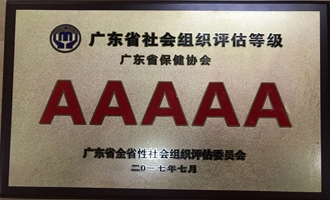 广东省社会组织评估等级
广东省保健协会
AAAAA
广东省全省性社会组织评估委员会
二〇一七年七月